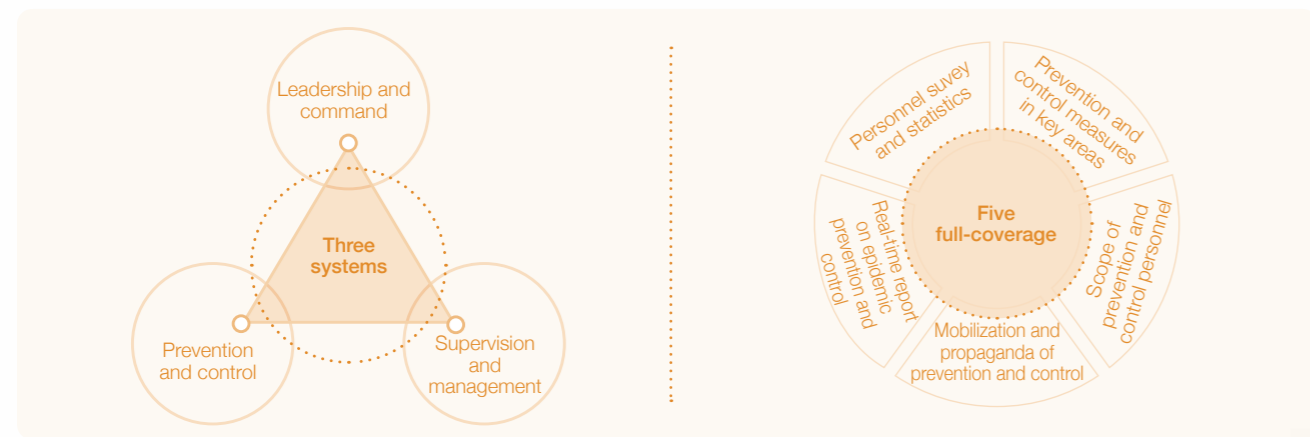 Leadership and
command
Three
systems
Prevention
and control
Supervision
and
management
Personnel suvey
and statistics
Prevention and
control measures
in key areas
Five
full-coverage
Real-time report
on epidemic
prevention and
control
Scope of
prevention and
control personnel
Mobilization and
propaganda of
prevention and control